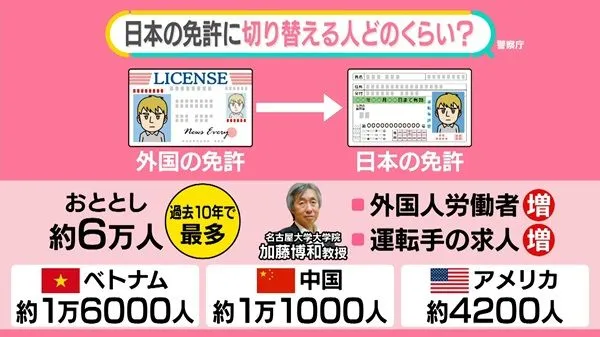 日本の免許に切り替える人どのくらい?
警察庁
LICENSE
News Every
外国の免許
日本の免許
おととし
約6万人
過去10年で
最多
名古屋大学大学院
加藤博和教授
外国人労働者 増
運転手の求人 増
ベトナム
約1万6000人
中国
約1万1000人
アメリカ
約4200人